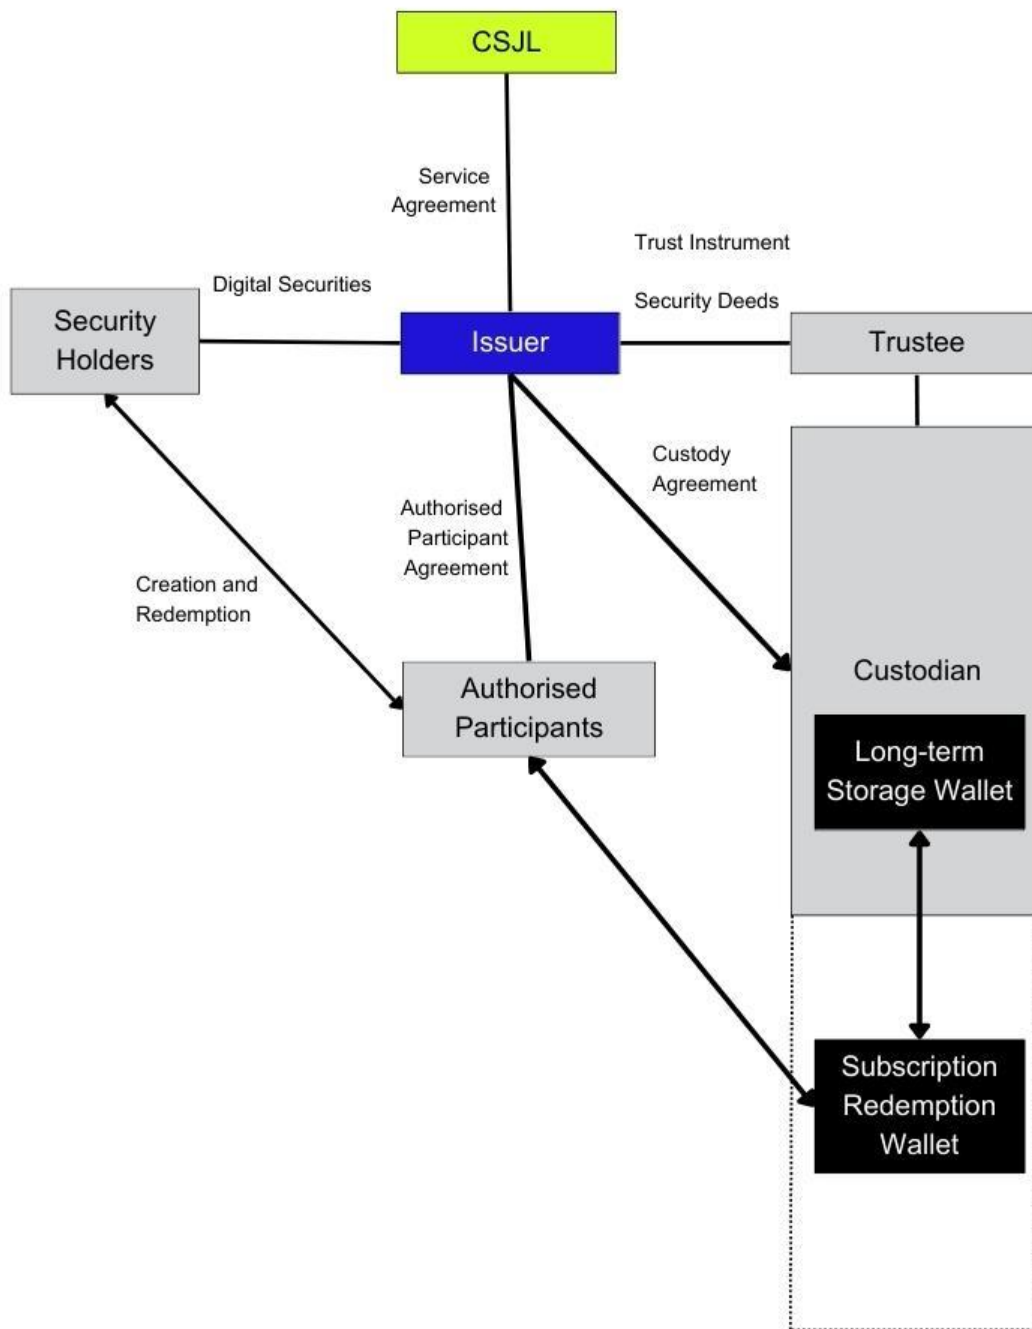 CSJL
Service
Agreement
Trust Instrument
Digital Securities
Security Deeds
Security
Holders
Issuer
Trustee
Custody
Agreement
Authorised
Participant
Agreement
Creation and
Redemption
Custodian
Authorised
Participants
Long-term
Storage Wallet
Subscription
Redemption
Wallet